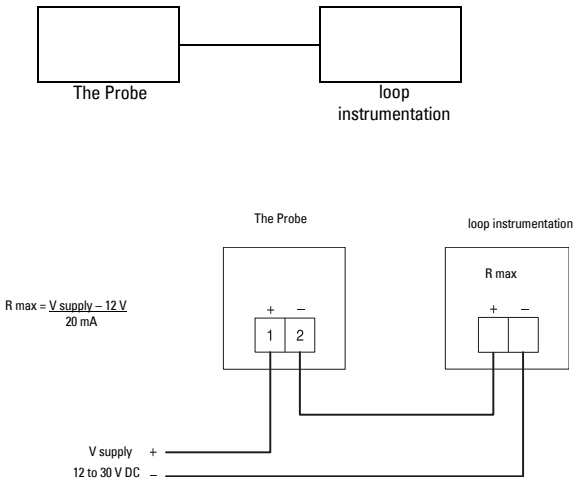 The Probe
loop
instrumentation
The Probe
loop instrumentation
R max
R max = V supply – 12 V
20 mA
+ –
1 2
+ –
V supply +
12 to 30 V DC –